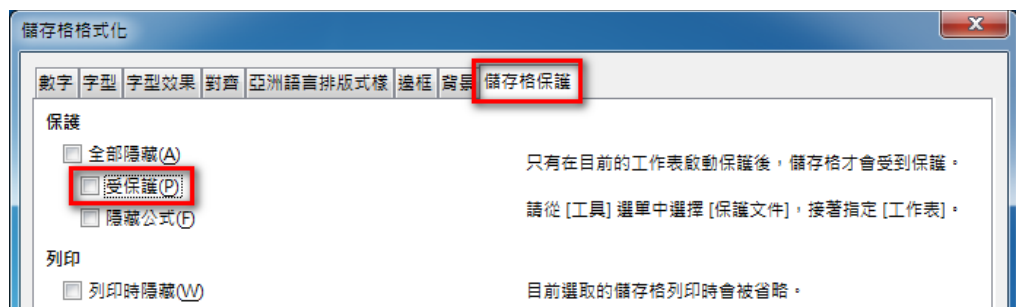 儲存格格式化
數字 字型 字型效果 對齊 亞洲語言排版式樣 邊框 背景 儲存格保護
保護
全部隱藏(A)
只有在目前的工作表啟動保護後，儲存格才會受到保護。
受保護(P)
請從 [工具] 選單中選擇 [保護文件]，接著指定 [工作表]。
隱藏公式(F)
列印
列印時隱藏(W)
目前選取的儲存格列印時會被省略。